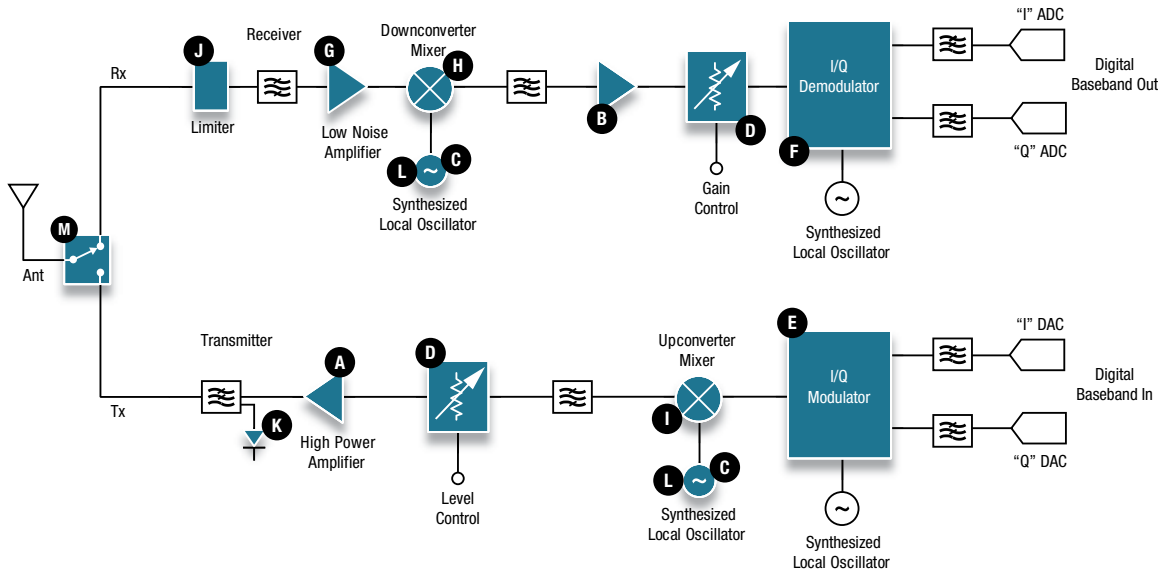 Receiver
Downconverter
Mixer
"I" ADC
J
G
H
Rx
I/Q
Demodulator
Digital
Baseband Out
Limiter
Low Noise
Amplifier
B
D
F
"Q" ADC
L
C
~
Synthesized
Local Oscillator
Gain
Control
~
Synthesized
Local Oscillator
M
Ant
Transmitter
Upconverter
Mixer
"I" DAC
E
A
D
I/Q
Modulator
Digital
Baseband In
Tx
K
I
High Power
Amplifier
"Q" DAC
L
C
~
Level
Control
Synthesized
Local Oscillator
~
Synthesized
Local Oscillator